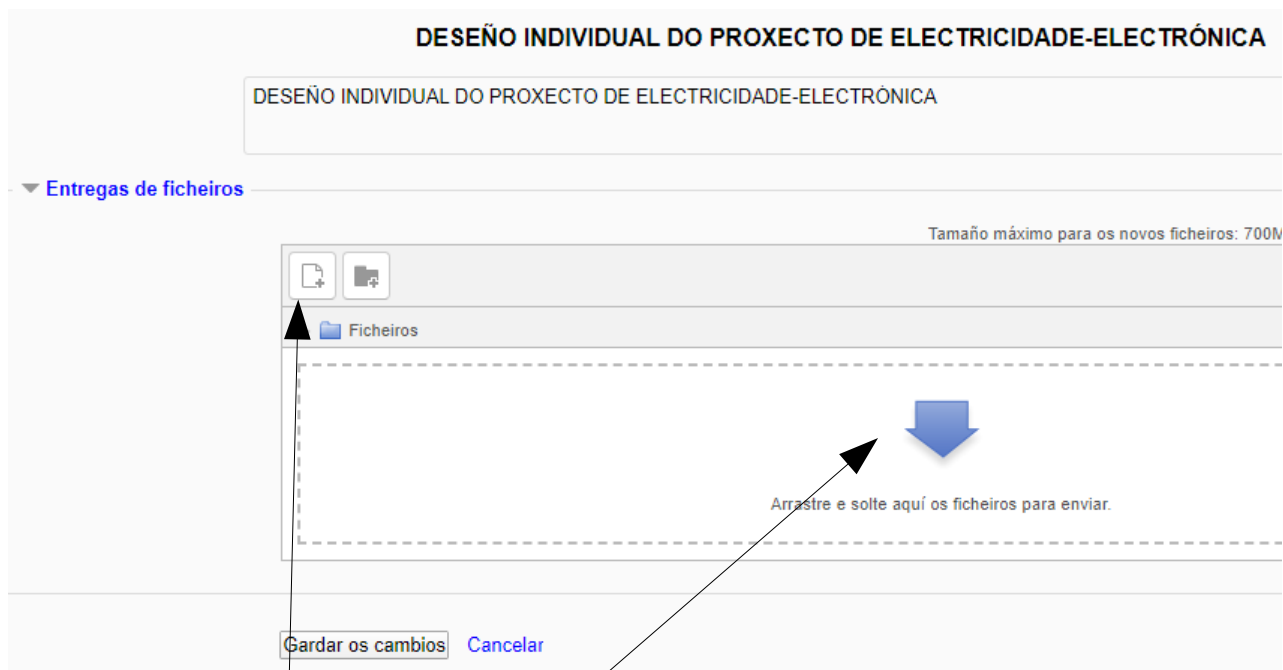 DESEÑO INDIVIDUAL DO PROXECTO DE ELECTRICIDADE-ELECTRÓNICA
DESEÑO INDIVIDUAL DO PROXECTO DE ELECTRICIDADE-ELECTRÓNICA
Entregas de ficheiros
Tamaño máximo para os novos ficheiros: 700M
Ficheiros
Arrastre e solte aquí os ficheiros para enviar.
Gardar os cambios Cancelar